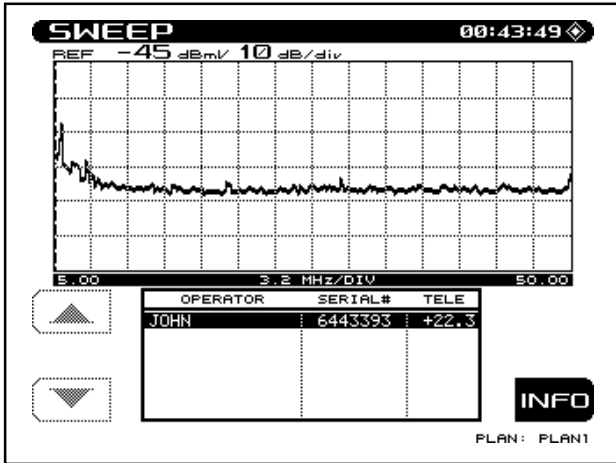 SWEEP 00:43:49
REF -45 dBmV 10 dB/div
5.00 3.2 MHz/DIV 50.00
OPERATOR SERIAL# TELE
JOHN 6443393 +22.3
INFO
PLAN: PLAN1